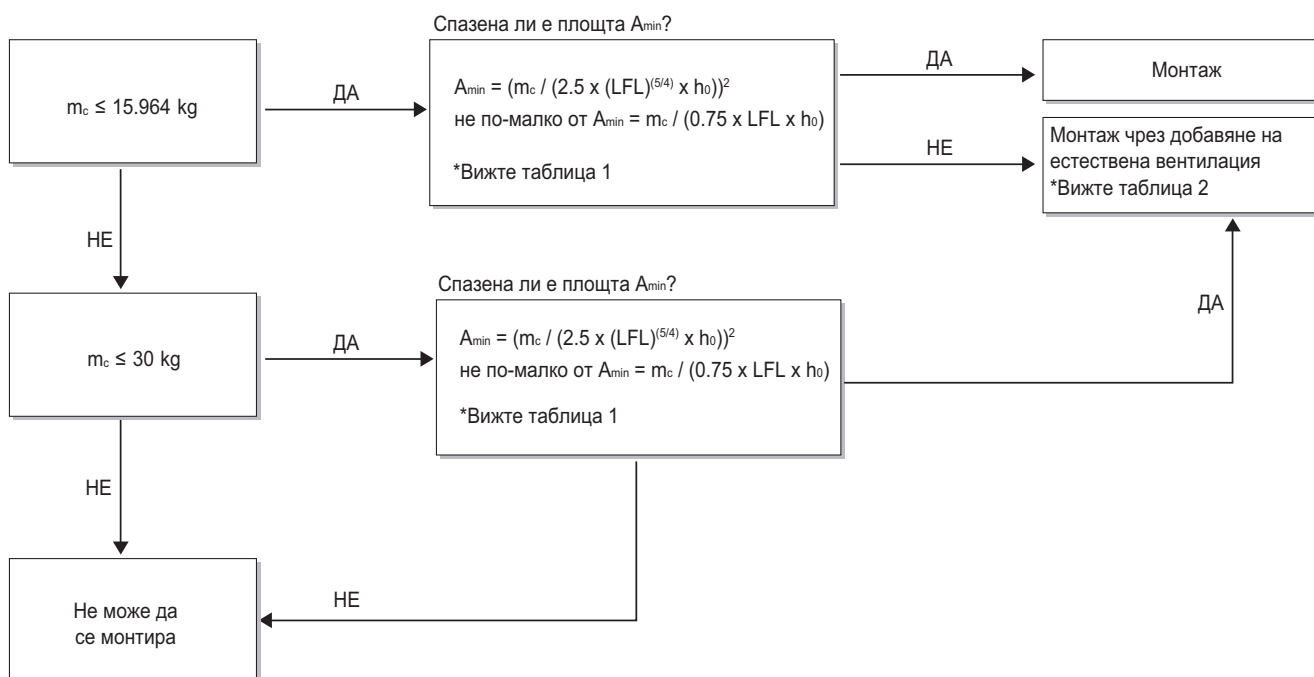 Спазена ли е площта Amin?
mc ≤ 15.964 kg
ДА
Amin = (mc / (2.5 x (LFL)(5/4) x h0))2
не по-малко от Amin = mc / (0.75 x LFL x h0)
*Вижте таблица 1
ДА
Монтаж
НЕ
Монтаж чрез добавяне на
естествена вентилация
*Вижте таблица 2
НЕ
Спазена ли е площта Amin?
mc ≤ 30 kg
ДА
Amin = (mc / (2.5 x (LFL)(5/4) x h0))2
не по-малко от Amin = mc / (0.75 x LFL x h0)
*Вижте таблица 1
ДА
НЕ
НЕ
Не може да
се монтира